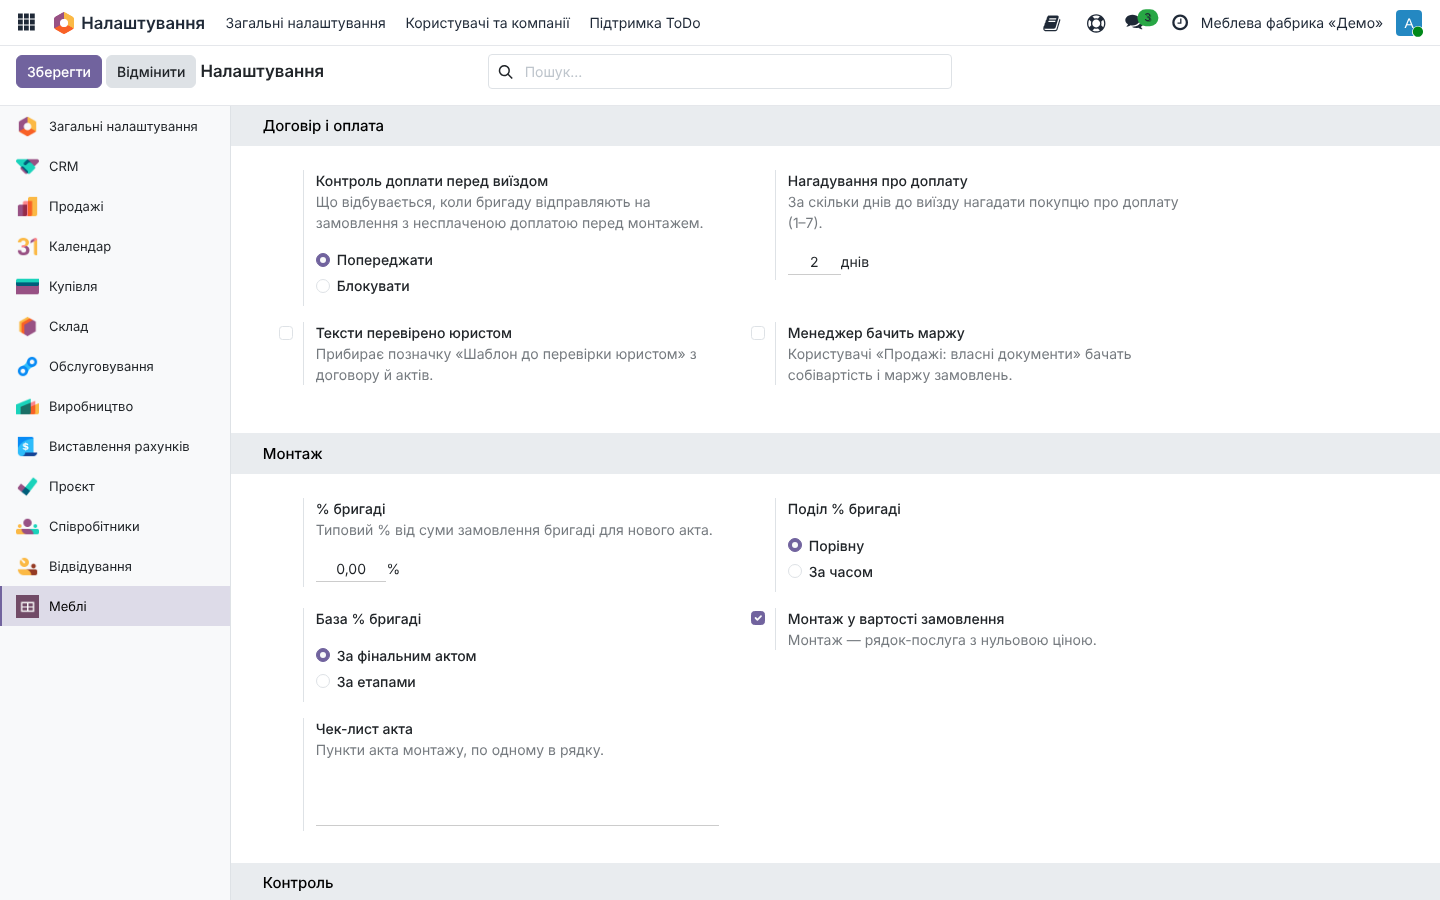 Налаштування
Загальні налаштування
Користувачі та компанії
Підтримка ToDo
3
Меблева фабрика «Демо»
A
Зберегти
Відмінити
Налаштування
Пошук...
Загальні налаштування
CRM
Продажі
31 Календар
Купівля
Склад
Обслуговування
Виробництво
$ Виставлення рахунків
Проєкт
Співробітники
Відвідування
Меблі
Договір і оплата
Контроль доплати перед виїздом
Що відбувається, коли бригаду відправляють на
замовлення з несплаченою доплатою перед монтажем.
Попереджати
Блокувати
Нагадування про доплату
За скільки днів до виїзду нагадати покупцю про доплату
(1–7).
2 днів
Тексти перевірено юристом
Прибирає позначку «Шаблон до перевірки юристом» з
договору й актів.
Менеджер бачить маржу
Користувачі «Продажі: власні документи» бачать
собівартість і маржу замовлень.
Монтаж
% бригаді
Типовий % від суми замовлення бригаді для нового акта.
0,00 %
Поділ % бригаді
Порівну
За часом
База % бригаді
За фінальним актом
За етапами
Монтаж у вартості замовлення
Монтаж — рядок-послуга з нульовою ціною.
Чек-лист акта
Пункти акта монтажу, по одному в рядку.
Контроль